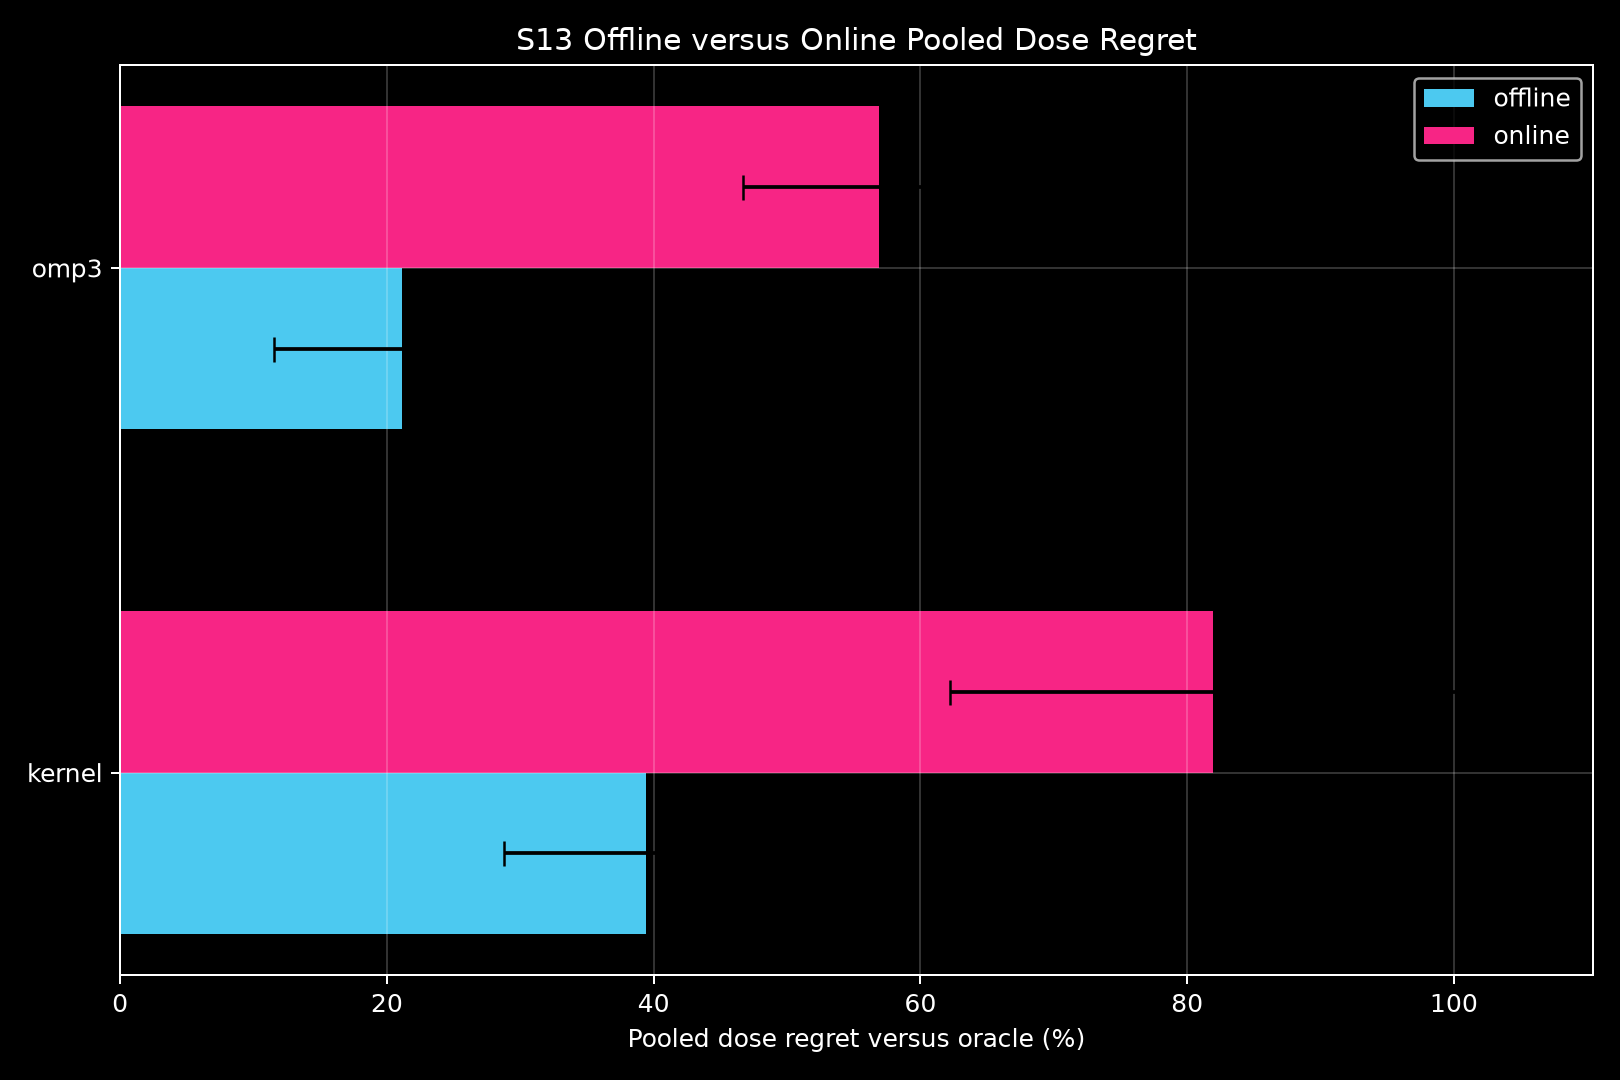 S13 Offline versus Online Pooled Dose Regret
offline
online
omp3
kernel
0 20 40 60 80 100
Pooled dose regret versus oracle (%)